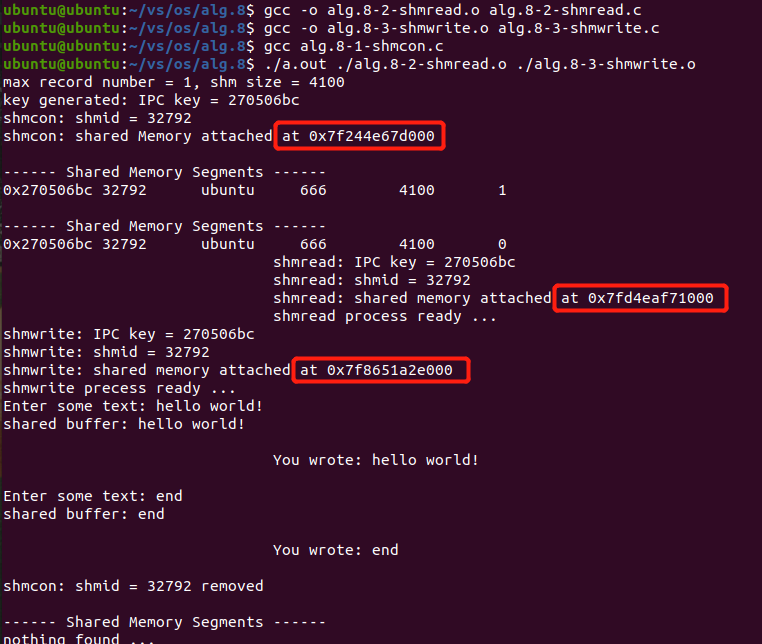 ubuntu@ubuntu:~/vs/os/alg.8$ gcc -o alg.8-2-shmread.o alg.8-2-shmread.c
ubuntu@ubuntu:~/vs/os/alg.8$ gcc -o alg.8-3-shmwrite.o alg.8-3-shmwrite.c
ubuntu@ubuntu:~/vs/os/alg.8$ gcc alg.8-1-shmcon.c
ubuntu@ubuntu:~/vs/os/alg.8$ ./a.out ./alg.8-2-shmread.o ./alg.8-3-shmwrite.o
max record number = 1, shm size = 4100
key generated: IPC key = 270506bc
shmcon: shmid = 32792
shmcon: shared Memory attached at 0x7f244e67d000
------ Shared Memory Segments ------
0x270506bc 32792      ubuntu     666        4100       1
------ Shared Memory Segments ------
0x270506bc 32792      ubuntu     666        4100       0
shmread: IPC key = 270506bc
shmread: shmid = 32792
shmread: shared memory attached at 0x7fd4eaf71000
shmread process ready ...
shmwrite: IPC key = 270506bc
shmwrite: shmid = 32792
shmwrite: shared memory attached at 0x7f8651a2e000
shmwrite precess ready ...
Enter some text: hello world!
shared buffer: hello world!
You wrote: hello world!
Enter some text: end
shared buffer: end
You wrote: end
shmcon: shmid = 32792 removed
------ Shared Memory Segments ------
nothing found ...